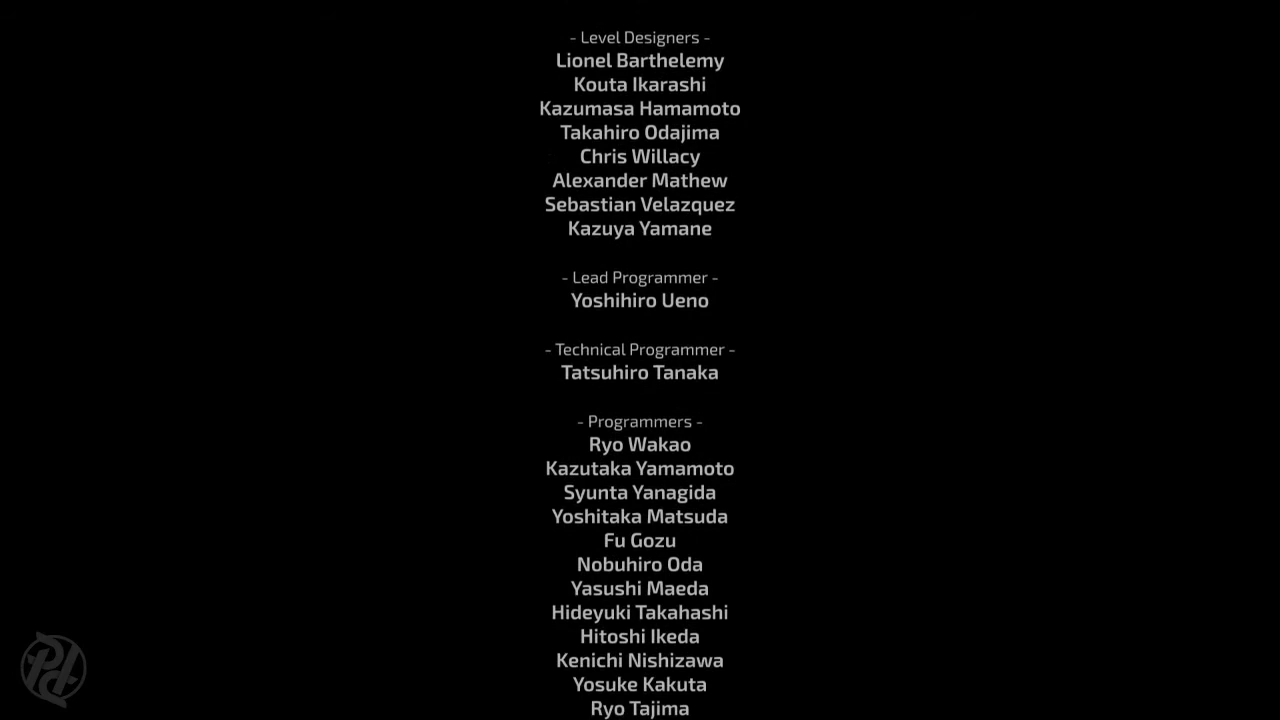 - Level Designers -
Lionel Barthelemy
Kouta Ikarashi
Kazumasa Hamamoto
Takahiro Odajima
Chris Willacy
Alexander Mathew
Sebastian Velazquez
Kazuya Yamane
- Lead Programmer -
Yoshihiro Ueno
- Technical Programmer -
Tatsuhiro Tanaka
- Programmers -
Ryo Wakao
Kazutaka Yamamoto
Syunta Yanagida
Yoshitaka Matsuda
Fu Gozu
Nobuhiro Oda
Yasushi Maeda
Hideyuki Takahashi
Hitoshi Ikeda
Kenichi Nishizawa
Yosuke Kakuta
Ryo Tajima